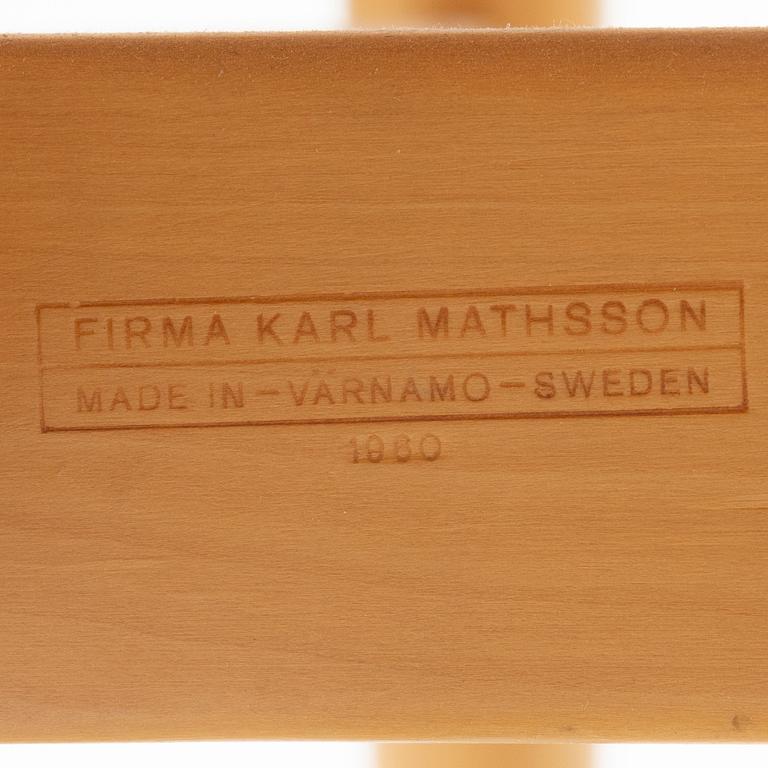 FIRMA KARL MATHSSON
MADE IN - VÄRNAMO - SWEDEN
1960